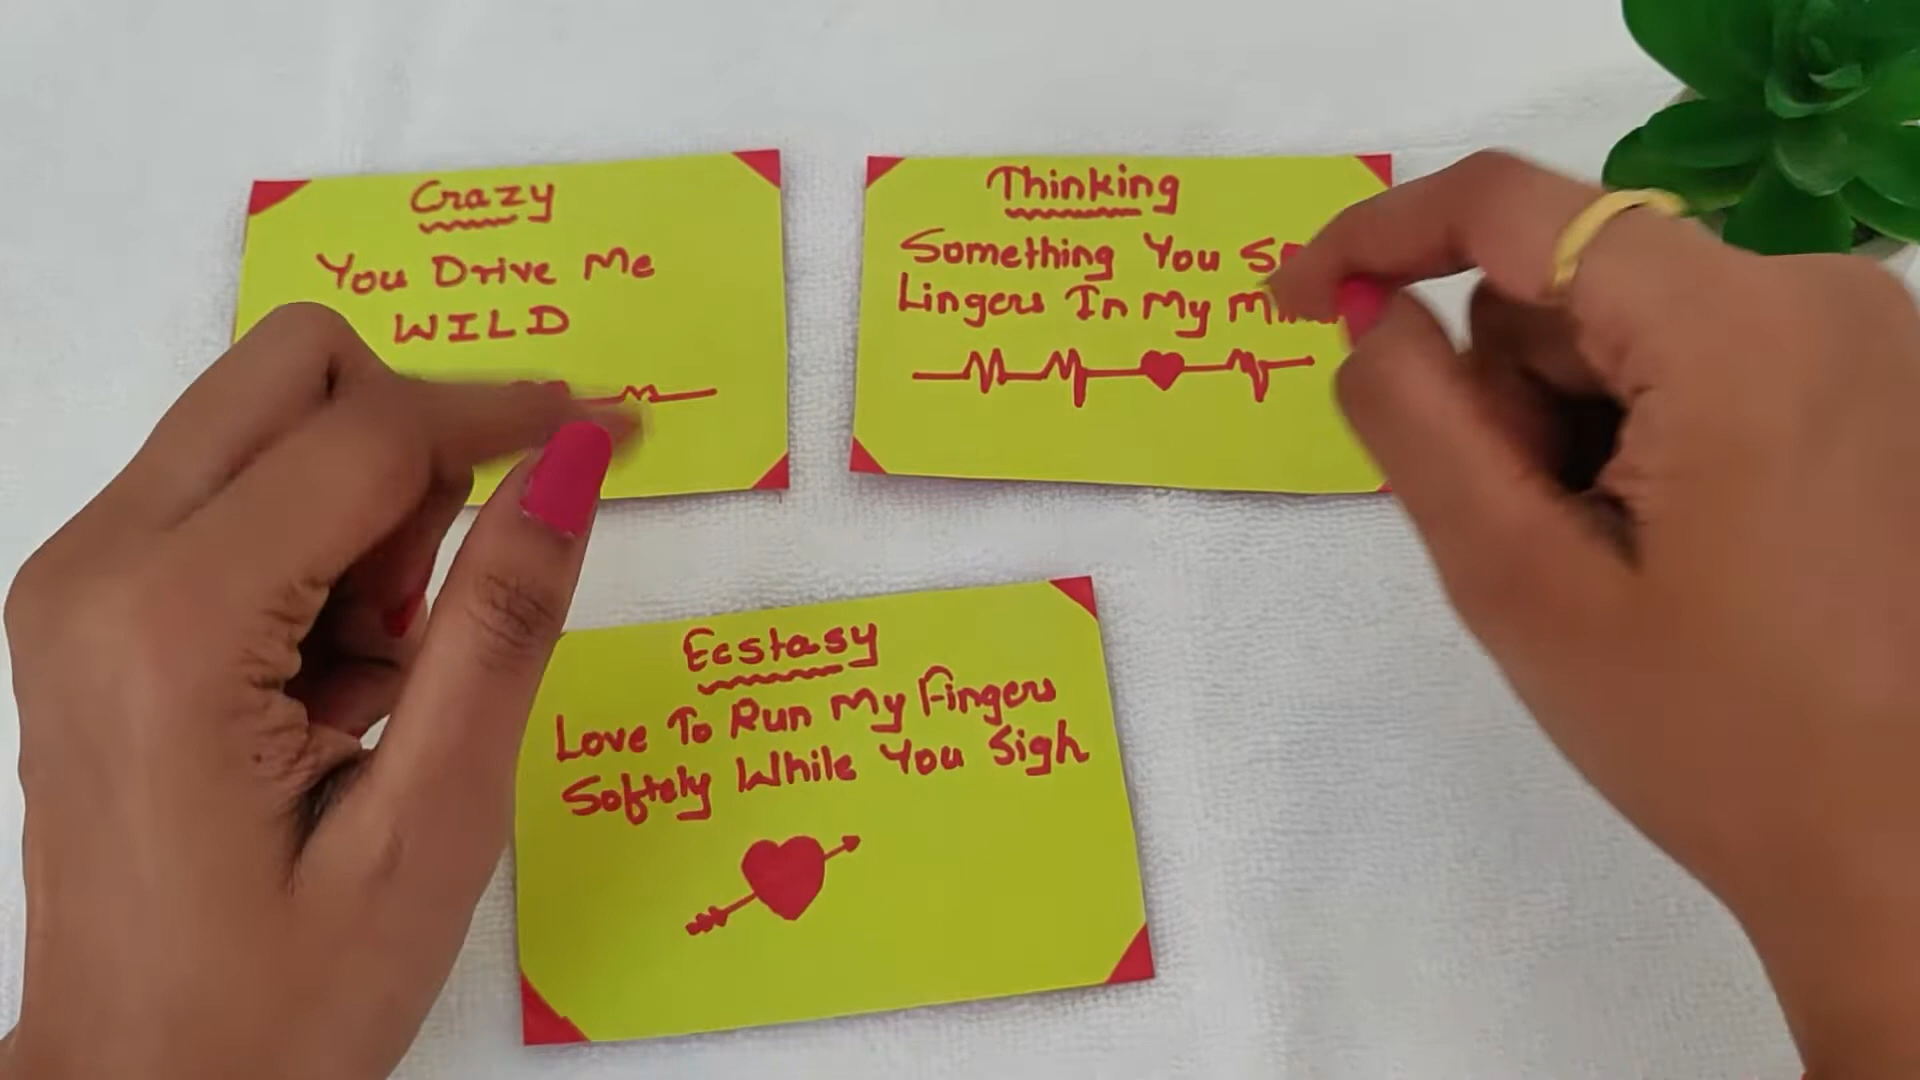 Crazy
You Drive Me
WILD
Thinking
Something You
Lingers In My
Ecstasy
Love To Run My Fingers
Softely While You Sigh